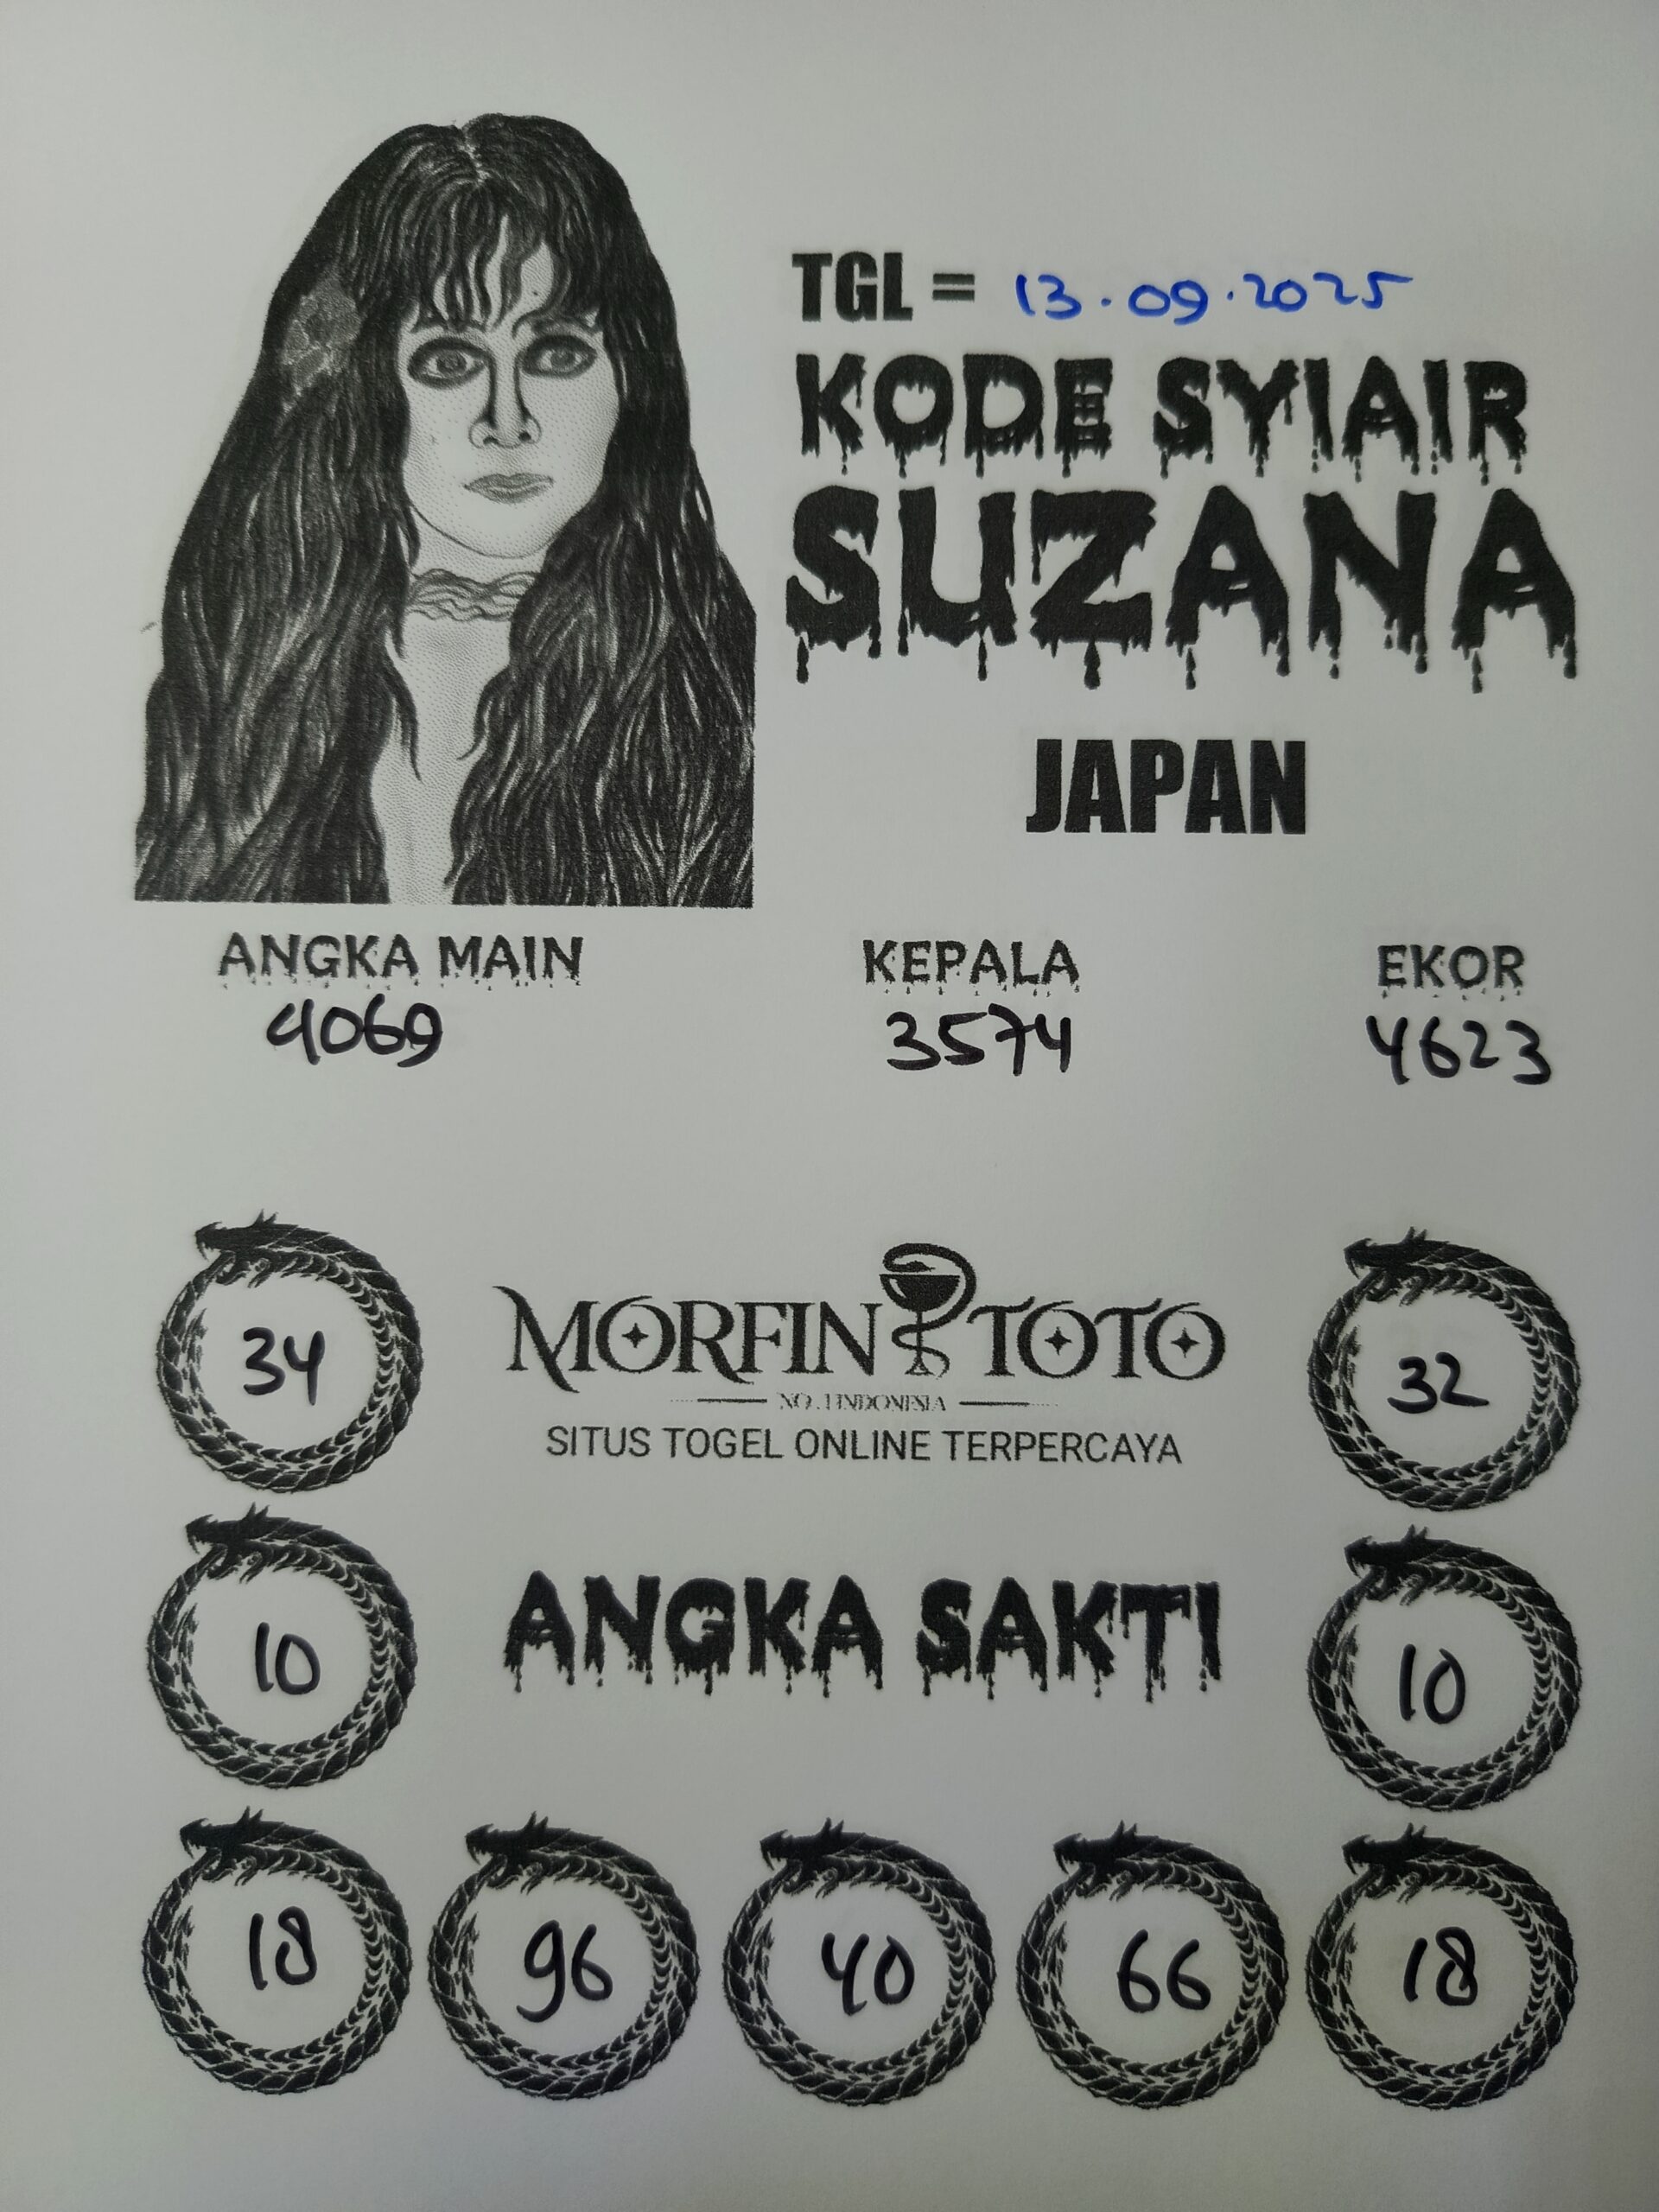 TGL = 13.09.2025
KODE SYIAIR
SUZANA
JAPAN
ANGKA MAIN KEPALA EKOR
4069 3574 4623
MORFIN TOTO
NO.1 INDONESIA
SITUS TOGEL ONLINE TERPERCAYA
34 32
ANGKA SAKTI
10 10
18 96 40 66 18